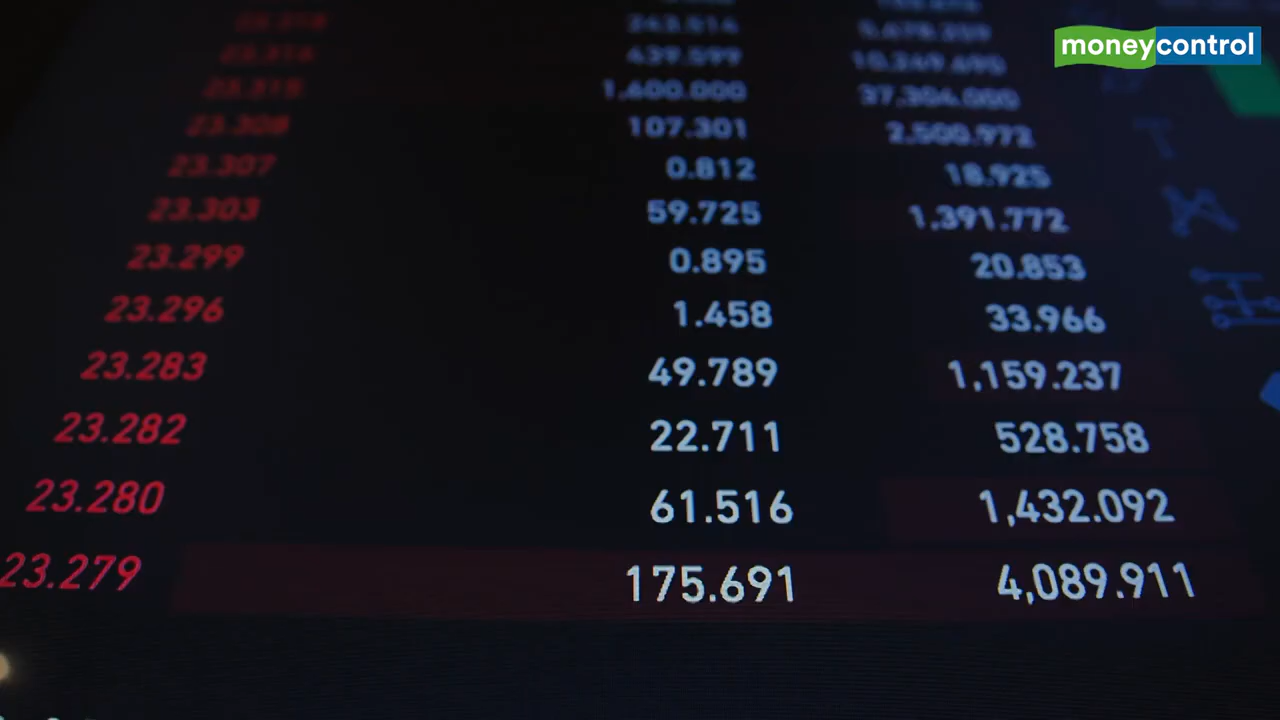 moneycontrol
1,600.000 37,304.000
23.308 107.301 2,500.972
23.307 0.812 18.925
23.303 59.725 1,391.772
23.299 0.895 20.853
23.296 1.458 33.966
23.283 49.789 1,159.237
23.282 22.711 528.758
23.280 61.516 1,432.092
23.279 175.691 4,089.911